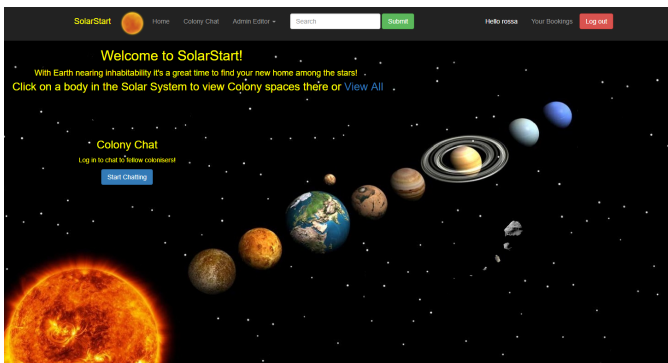 SolarStart Home Colony Chat Admin Editor Search Submit Hello rossa Your Bookings Log out
Welcome to SolarStart!
With Earth nearing inhabitability it's a great time to find your new home among the stars!
Click on a body in the Solar System to view Colony spaces there or View All
Colony Chat
Log in to chat to fellow colonisers!
Start Chatting